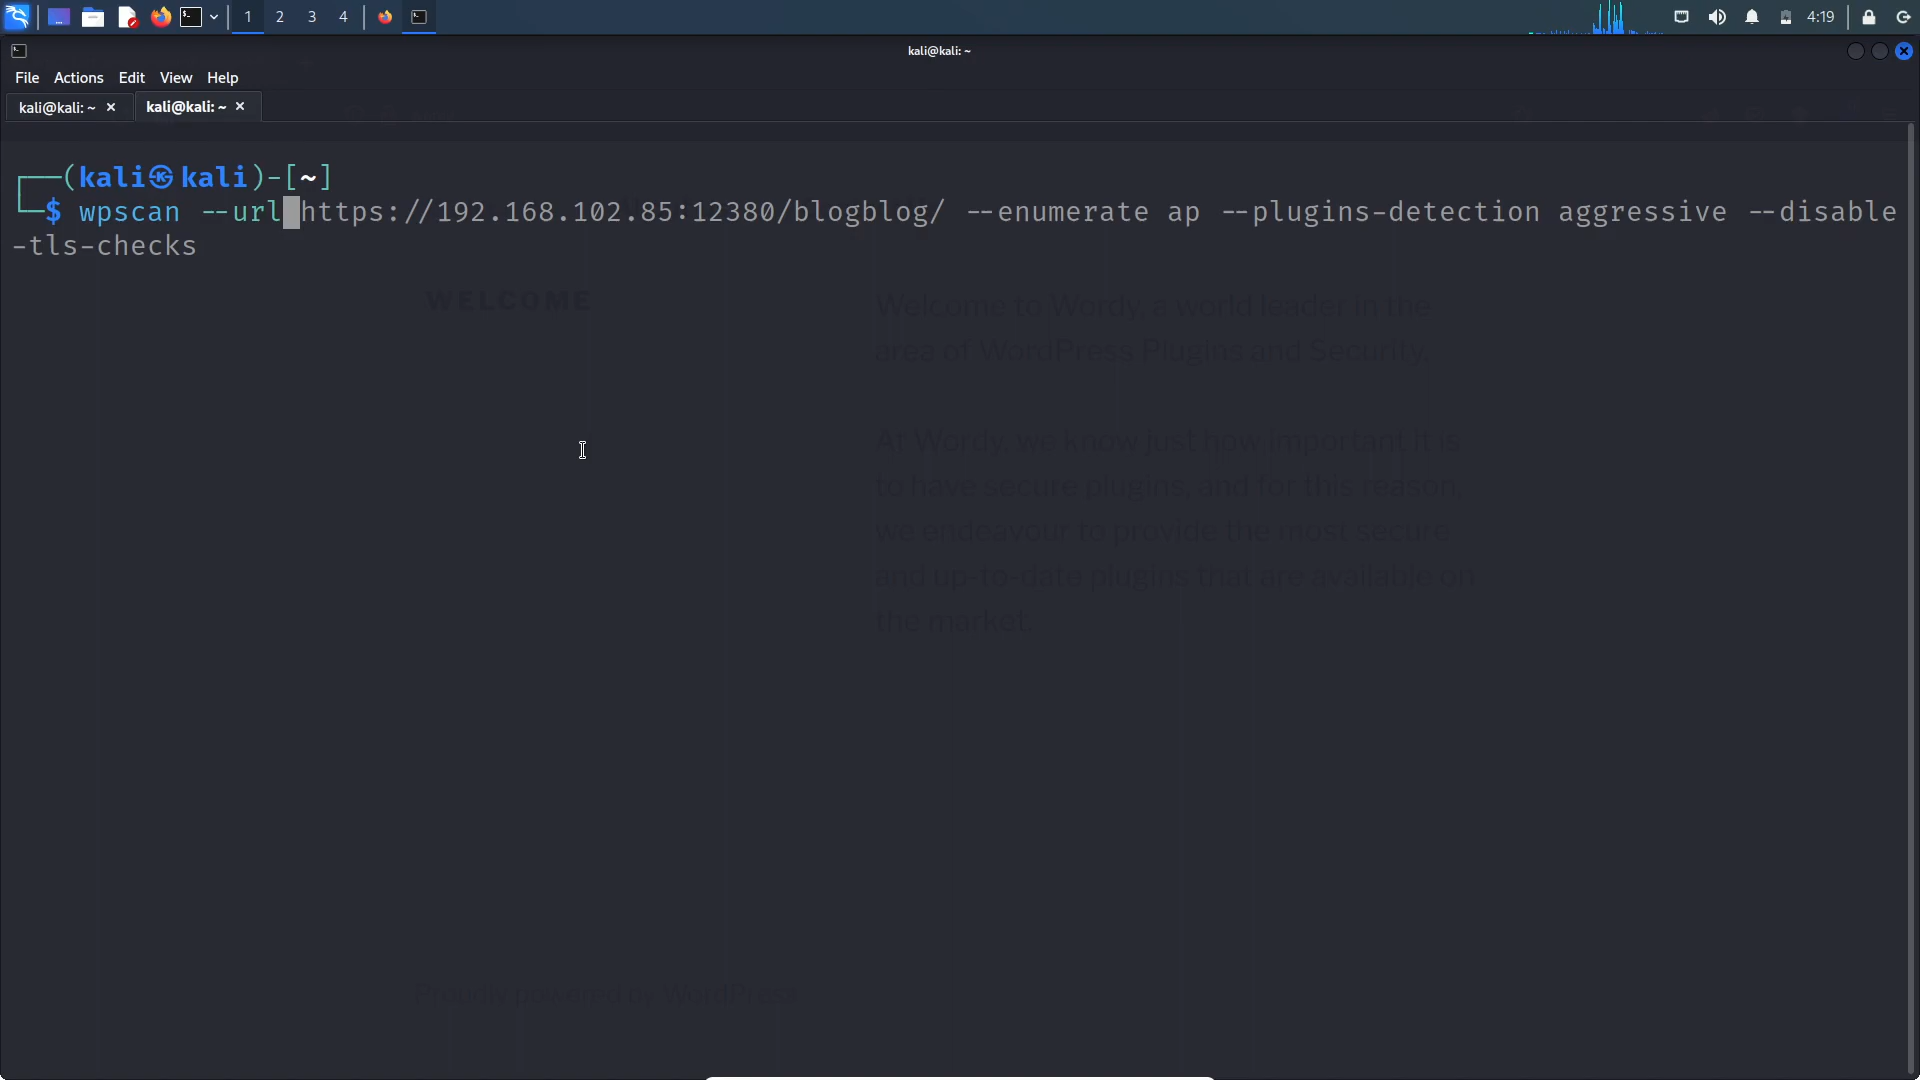 1 2 3 4 4:19
kali@kali: ~
File Actions Edit View Help
kali@kali: ~ × kali@kali: ~ ×
┌──(kali㉿kali)-[~]
└─$ wpscan --url https://192.168.102.85:12380/blogblog/ --enumerate ap --plugins-detection aggressive --disable
-tls-checks
WELCOME
Welcome to Wordy, a world leader in the
area of WordPress Plugins and Security.
At Wordy, we know just how important it is
to have secure plugins, and for this reason,
we endeavour to provide the most secure
and up-to-date plugins that are available on
the market.
Proudly powered by WordPress